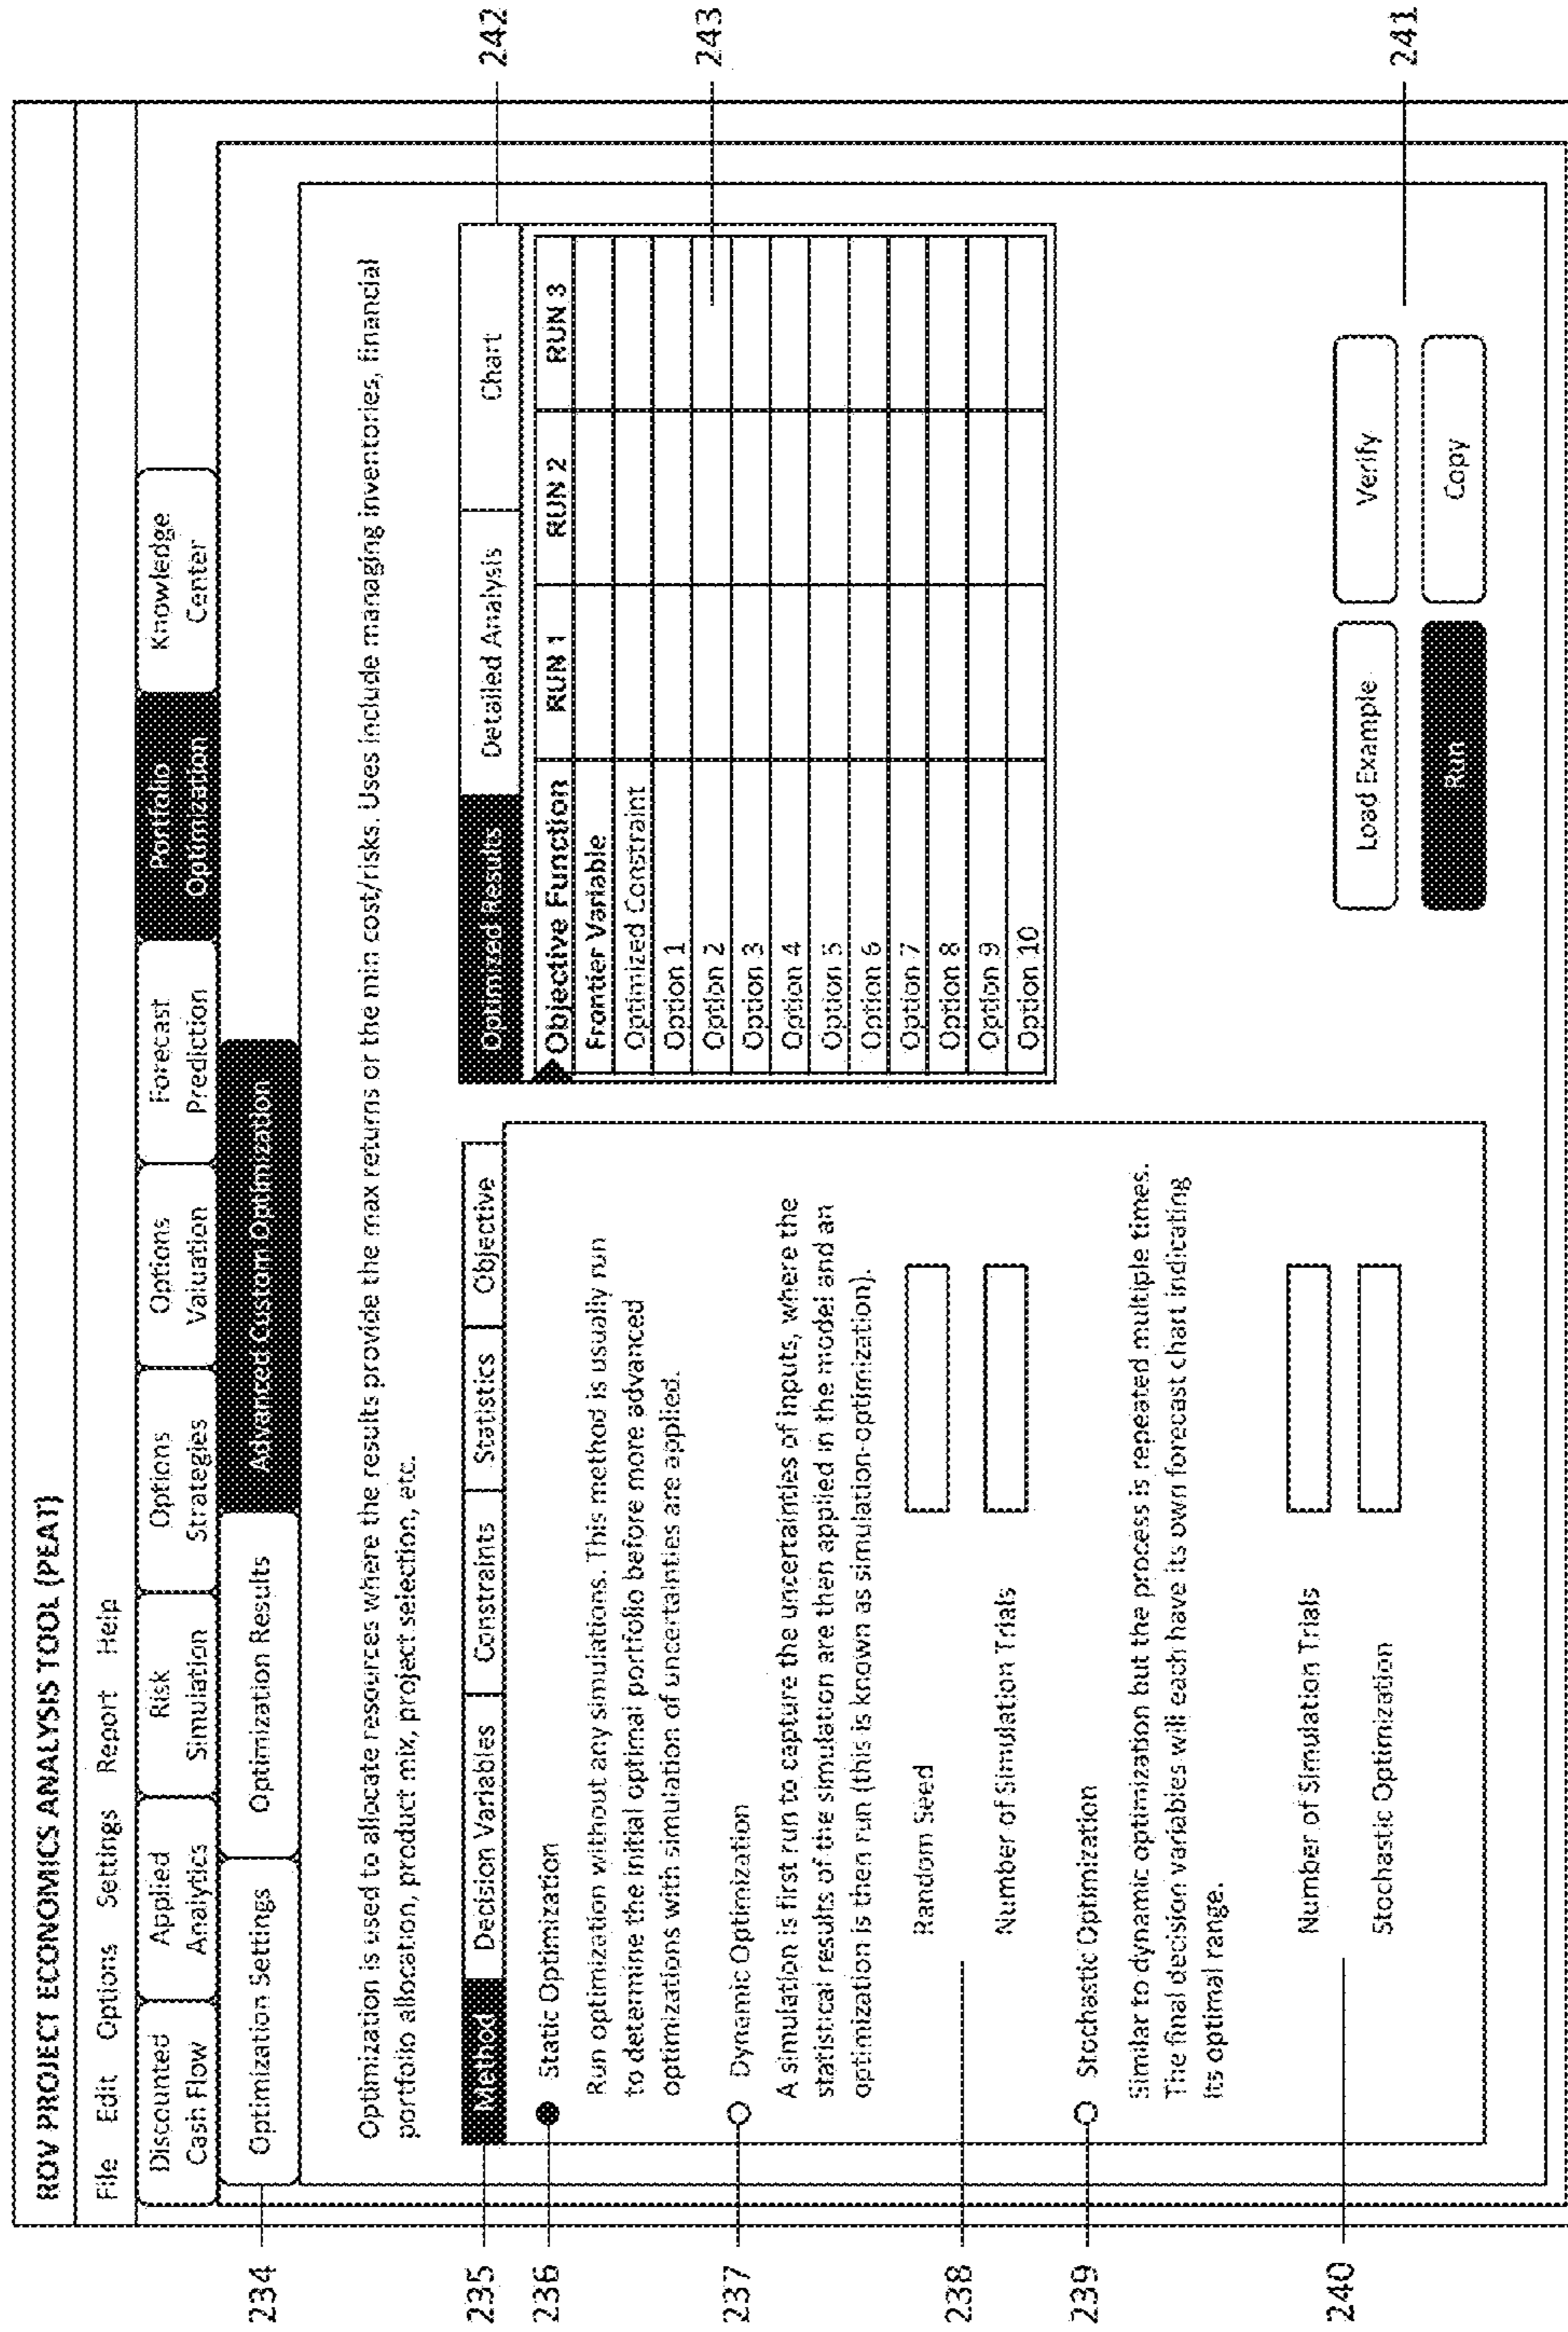 ROV PROJECT ECONOMICS ANALYSIS TOOL (PEAT)
File Edit Options Settings Report Help
Discounted Cash Flow
Applied Analytics
Risk Simulation
Options Strategies
Options Valuation
Forecast Prediction
Portfolio Optimization
Knowledge Center
234
Optimization Settings
Optimization Results
Advanced Custom Optimization
Optimization is used to allocate resources where the results provide the max returns or the min cost/risks. Uses include managing inventories, financial
portfolio allocation, product mix, project selection, etc.
235
Method
Decision Variables
Constraints
Statistics
Objective
236
Static Optimization
Run optimization without any simulations. This method is usually run
to determine the initial optimal portfolio before more advanced
optimizations with simulation of uncertainties are applied.
237
Dynamic Optimization
A simulation is first run to capture the uncertainties of inputs, where the
statistical results of the simulation are then applied in the model and an
optimization is then run (this is known as simulation-optimization).
238
Random Seed
Number of Simulation Trials
239
Stochastic Optimization
Similar to dynamic optimization but the process is repeated multiple times.
The final decision variables will each have its own forecast chart indicating
its optimal range.
240
Number of Simulation Trials
Stochastic Optimization
242
Optimized Results
Detailed Analysis
Chart
Objective Function RUN 1 RUN 2 RUN 3
Frontier Variable
Optimized Constraint
Option 1
Option 2
Option 3
Option 4
Option 5
Option 6
Option 7
Option 8
Option 9
Option 10
243
Load Example
Verify
Run
Copy
241